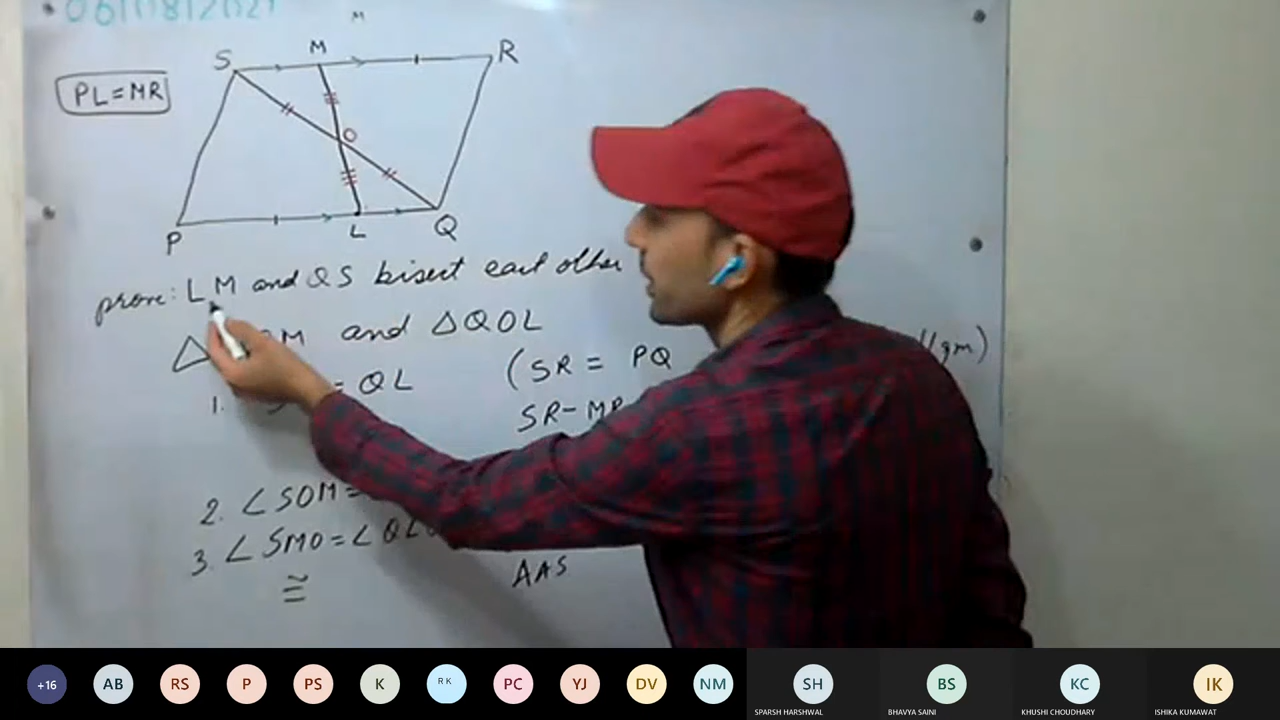 M
S M R
PL=MR
O
P L Q
prove: LM and QS bisect each other
△ OM and △QOL
(SR = PQ
||gm)
1. S = QL
SR-MR
2. ∠SOM=
3. ∠SMO=∠QLO
≅
AAS
+16 AB RS P PS K RK PC YJ DV NM SH BS KC IK
SPARSH HARSHWAL BHAVYA SAINI KHUSHI CHOUDHARY ISHIKA KUMAWAT